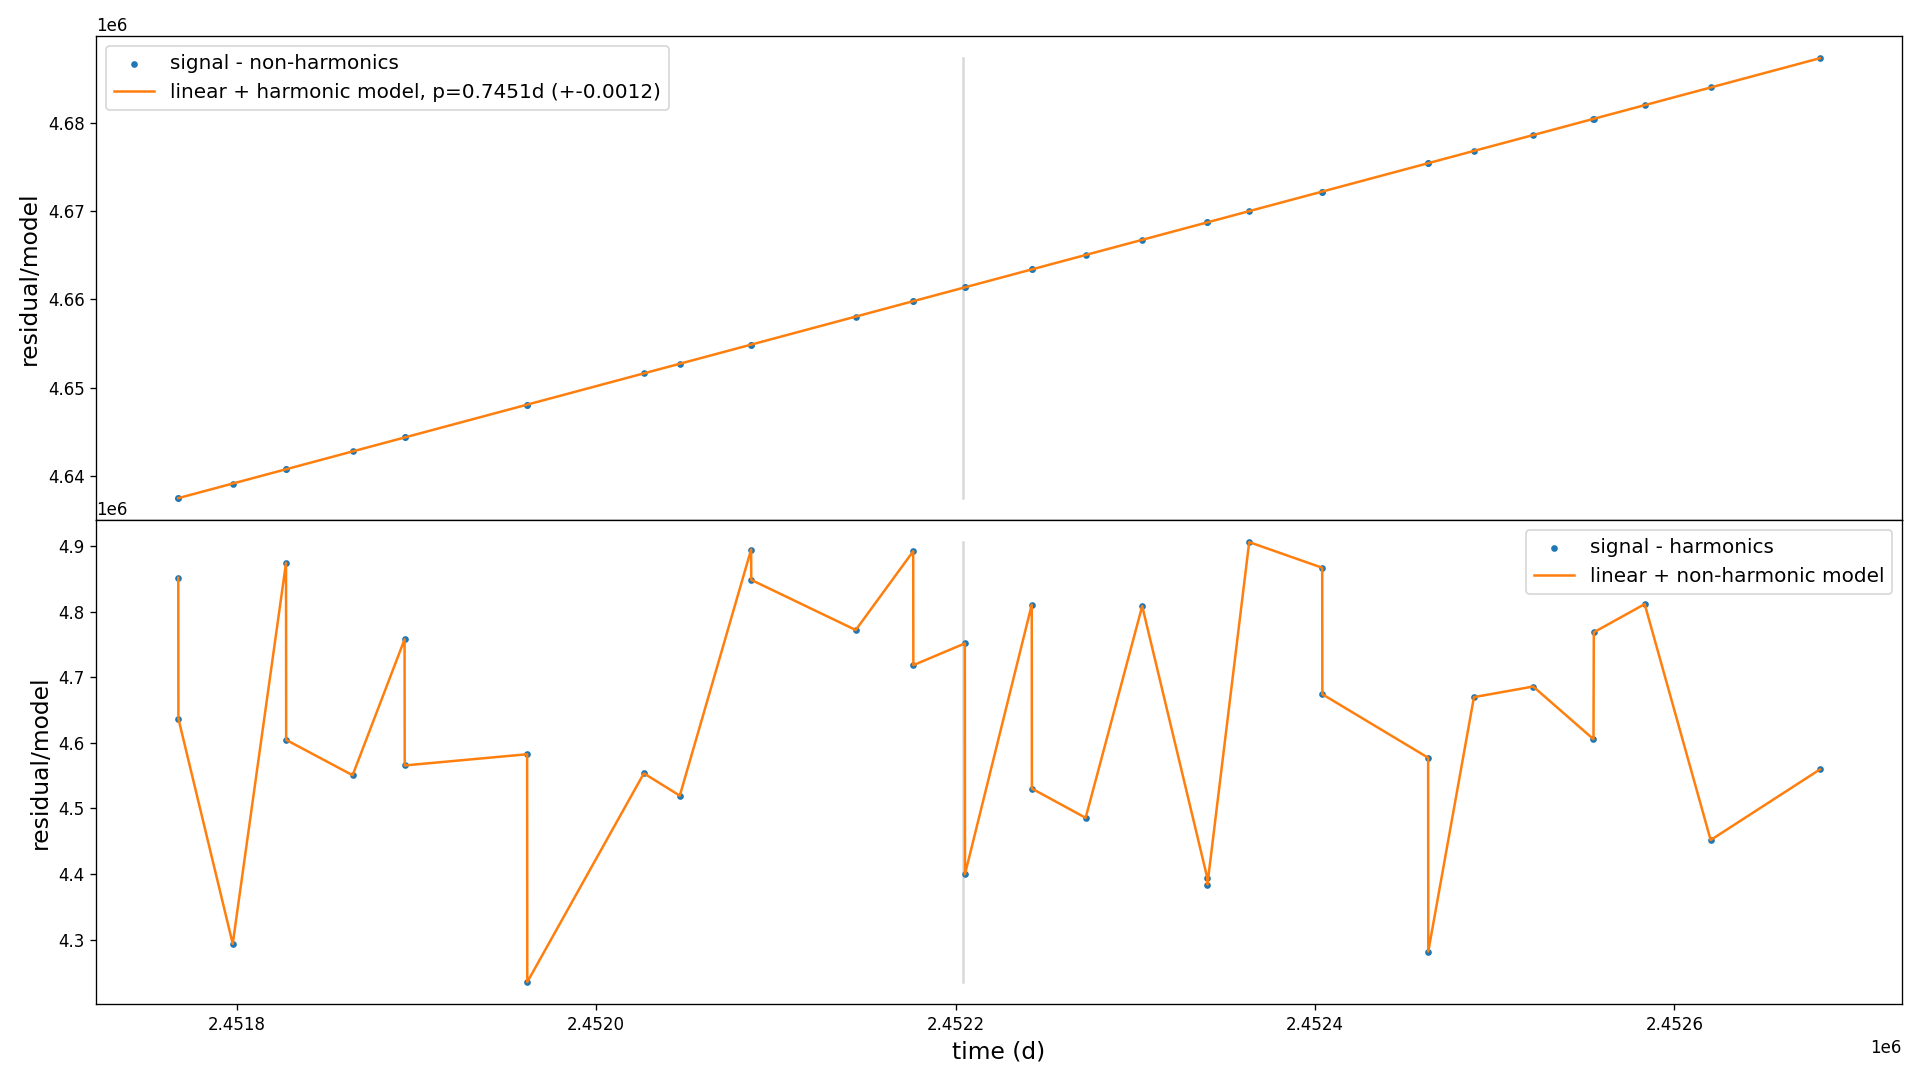 1e6
signal - non-harmonics
linear + harmonic model, p=0.7451d (+-0.0012)
4.68
4.67
4.66
4.65
4.64
residual/model
1e6
signal - harmonics
linear + non-harmonic model
4.9
4.8
4.7
4.6
4.5
4.4
4.3
residual/model
2.4518
2.4520
2.4522
2.4524
2.4526
time (d)
1e6